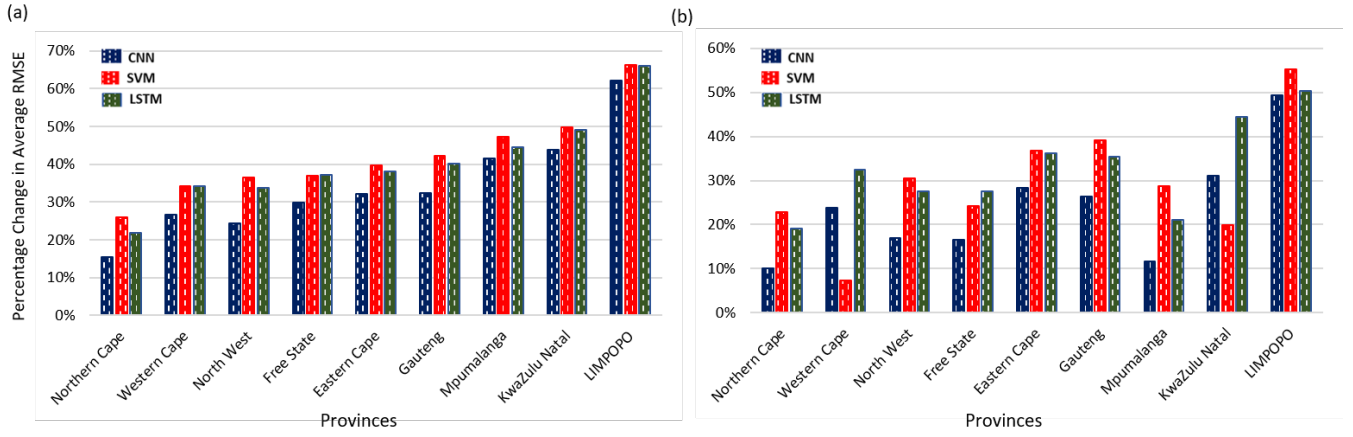 (a)
70%
60%
50%
40%
30%
20%
10%
0%
Percentage Change in Average RMSE
CNN
SVM
LSTM
Northern Cape
Western Cape
North West
Free State
Eastern Cape
Gauteng
Mpumalanga
KwaZulu Natal
LIMPOPO
Provinces
(b)
60%
50%
40%
30%
20%
10%
0%
CNN
SVM
LSTM
Northern Cape
Western Cape
North West
Free State
Eastern Cape
Gauteng
Mpumalanga
KwaZulu Natal
LIMPOPO
Provinces